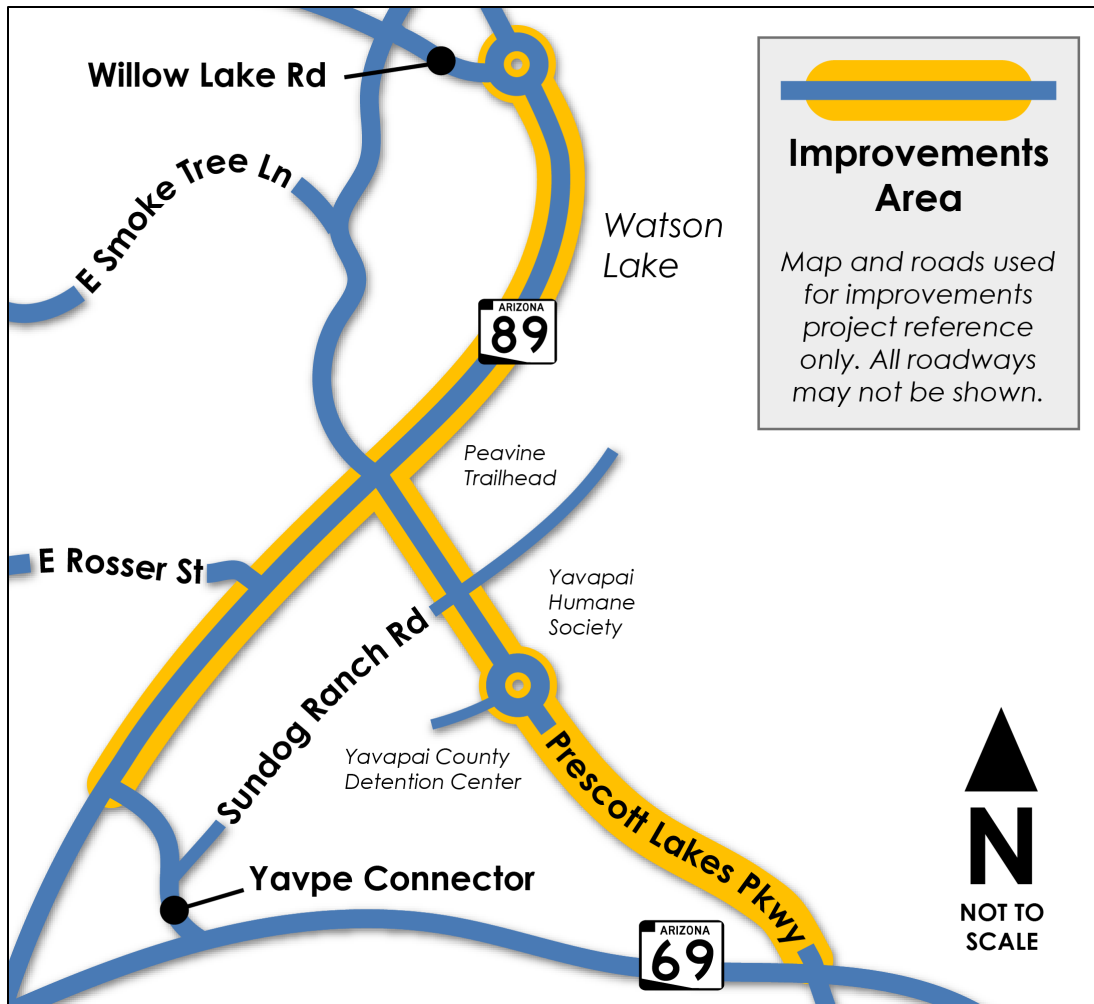 Willow Lake Rd
E Smoke Tree Ln
Watson
Lake
ARIZONA
89
Peavine
Trailhead
E Rosser St
Yavapai
Humane
Society
Sundog Ranch Rd
Yavapai County
Detention Center
Prescott Lakes Pkwy
Yavpe Connector
ARIZONA
69
Improvements
Area
Map and roads used
for improvements
project reference
only. All roadways
may not be shown.
N
NOT TO
SCALE